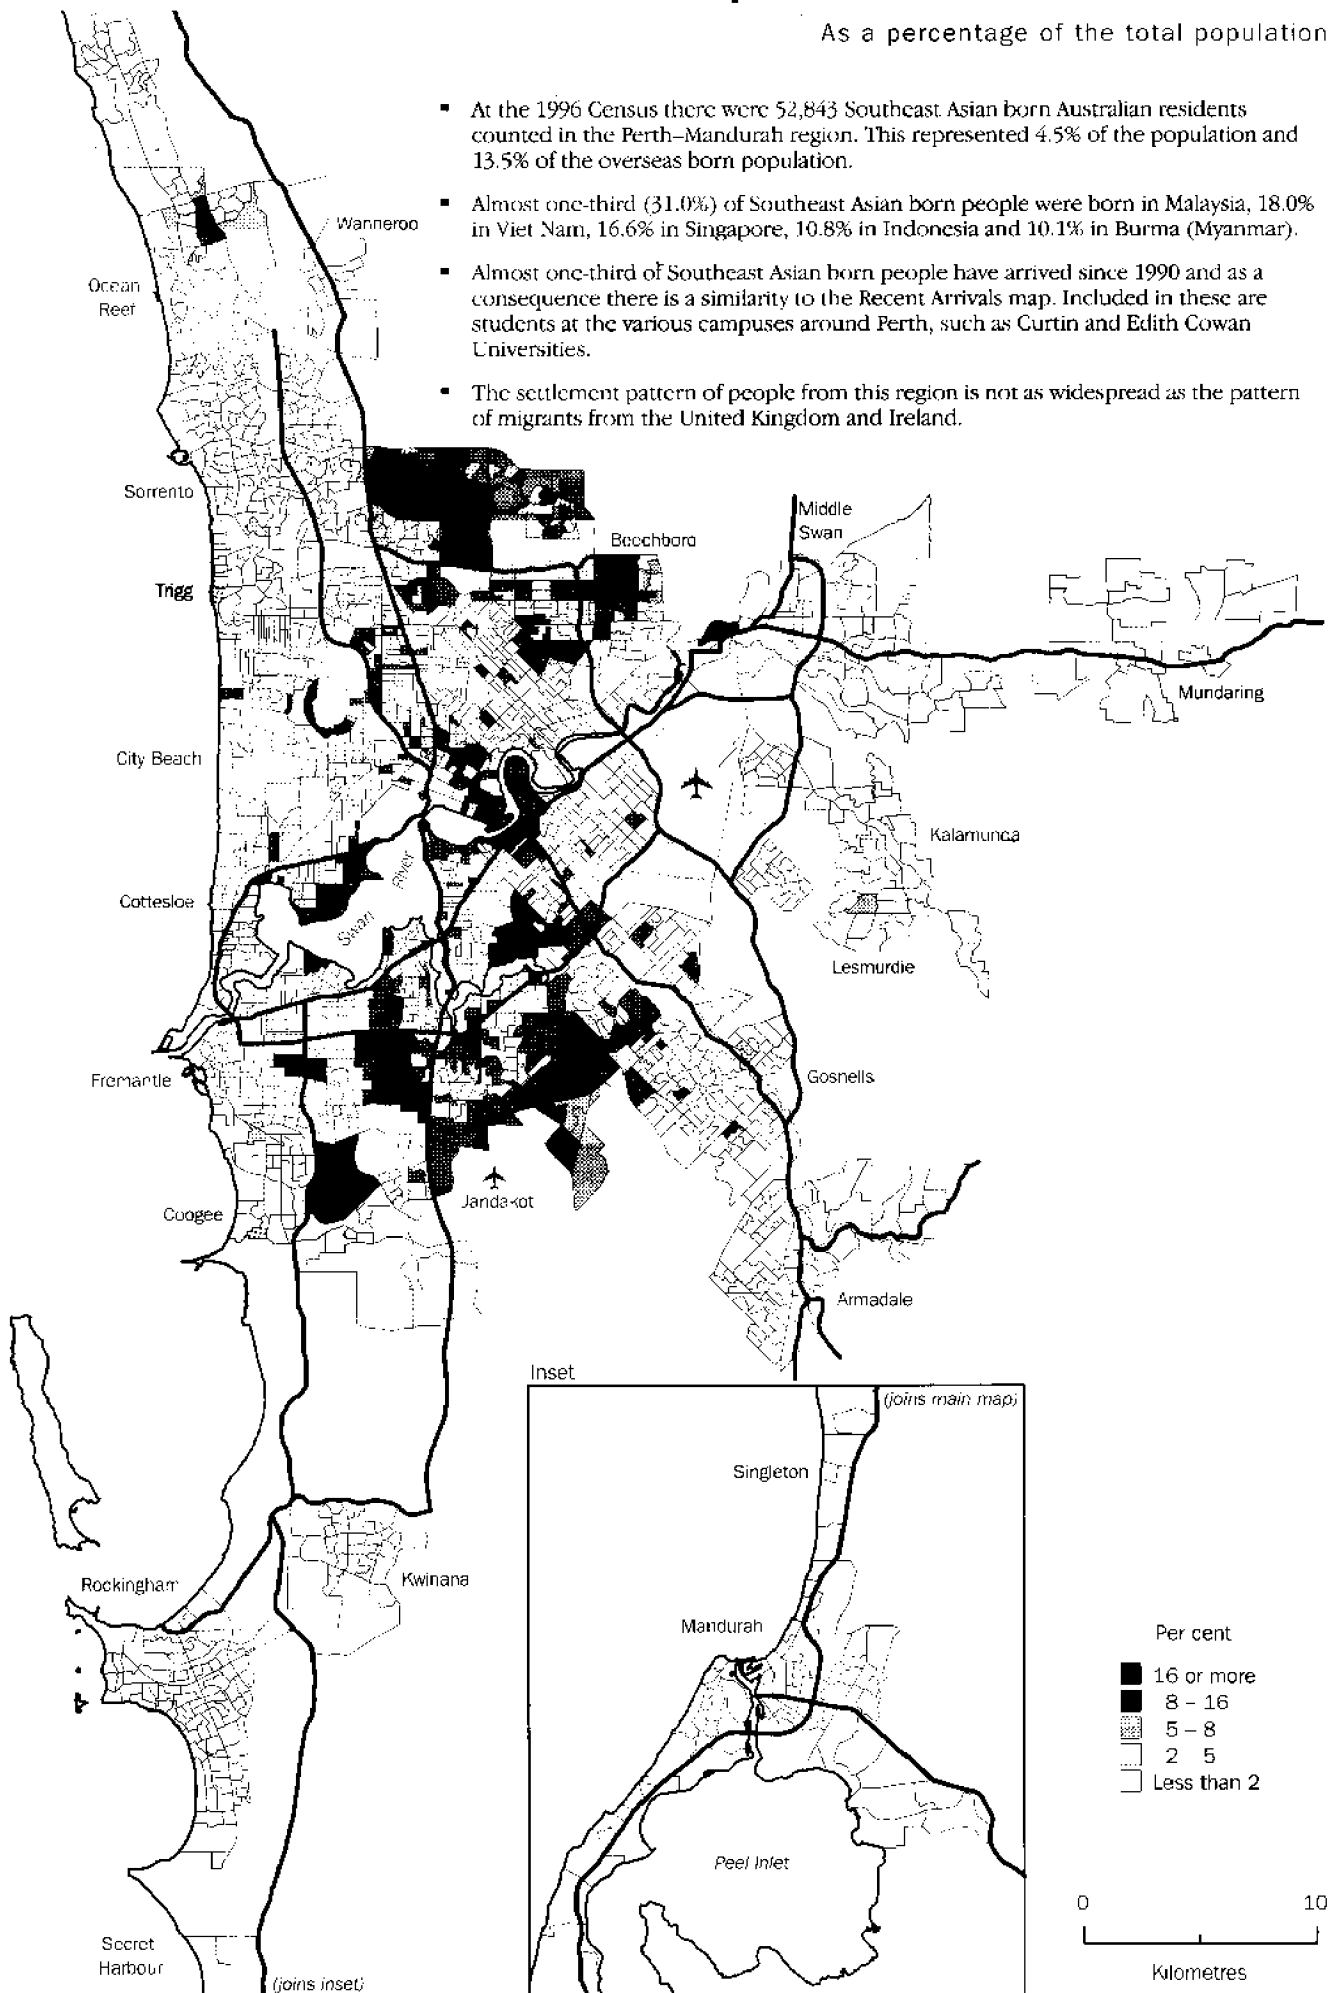 As a percentage of the total population
▪ At the 1996 Census there were 52,843 Southeast Asian born Australian residents
counted in the Perth–Mandurah region. This represented 4.5% of the population and
13.5% of the overseas born population.
▪ Almost one-third (31.0%) of Southeast Asian born people were born in Malaysia, 18.0%
in Viet Nam, 16.6% in Singapore, 10.8% in Indonesia and 10.1% in Burma (Myanmar).
▪ Almost one-third of Southeast Asian born people have arrived since 1990 and as a
consequence there is a similarity to the Recent Arrivals map. Included in these are
students at the various campuses around Perth, such as Curtin and Edith Cowan
Universities.
▪ The settlement pattern of people from this region is not as widespread as the pattern
of migrants from the United Kingdom and Ireland.
Wanneroo
Ocean
Reef
Sorrento
Middle
Swan
Beechboro
Trigg
Mundaring
City Beach
Kalamunda
River
Cottesloe
Swan
Lesmurdie
Fremantle
Gosnells
Jandakot
Coogee
Armadale
Inset
(joins main map)
Singleton
Rockingham
Kwinana
Mandurah
Per cent
16 or more
8 – 16
5 – 8
2 5
Less than 2
Peel Inlet
0 10
Kilometres
Secret
Harbour
(joins inset)